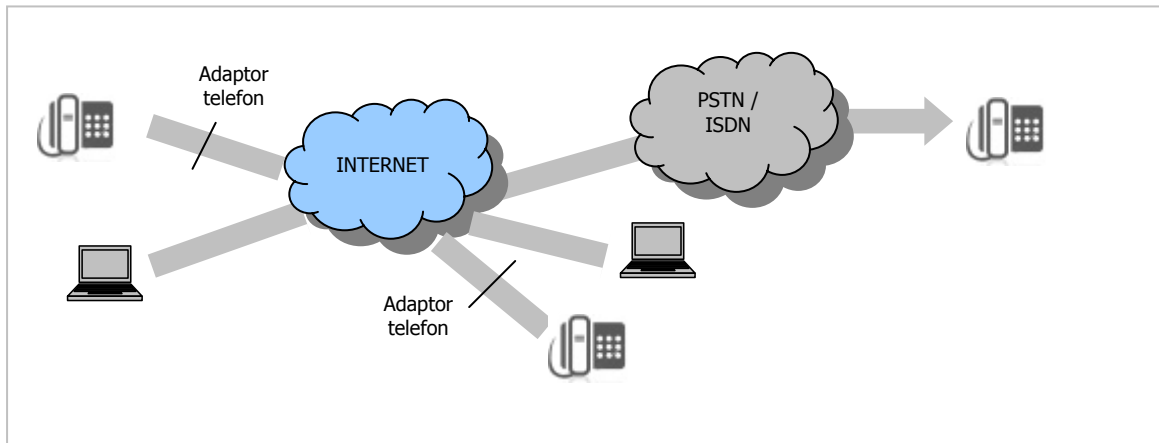 Adaptor
telefon
PSTN /
ISDN
INTERNET
Adaptor
telefon